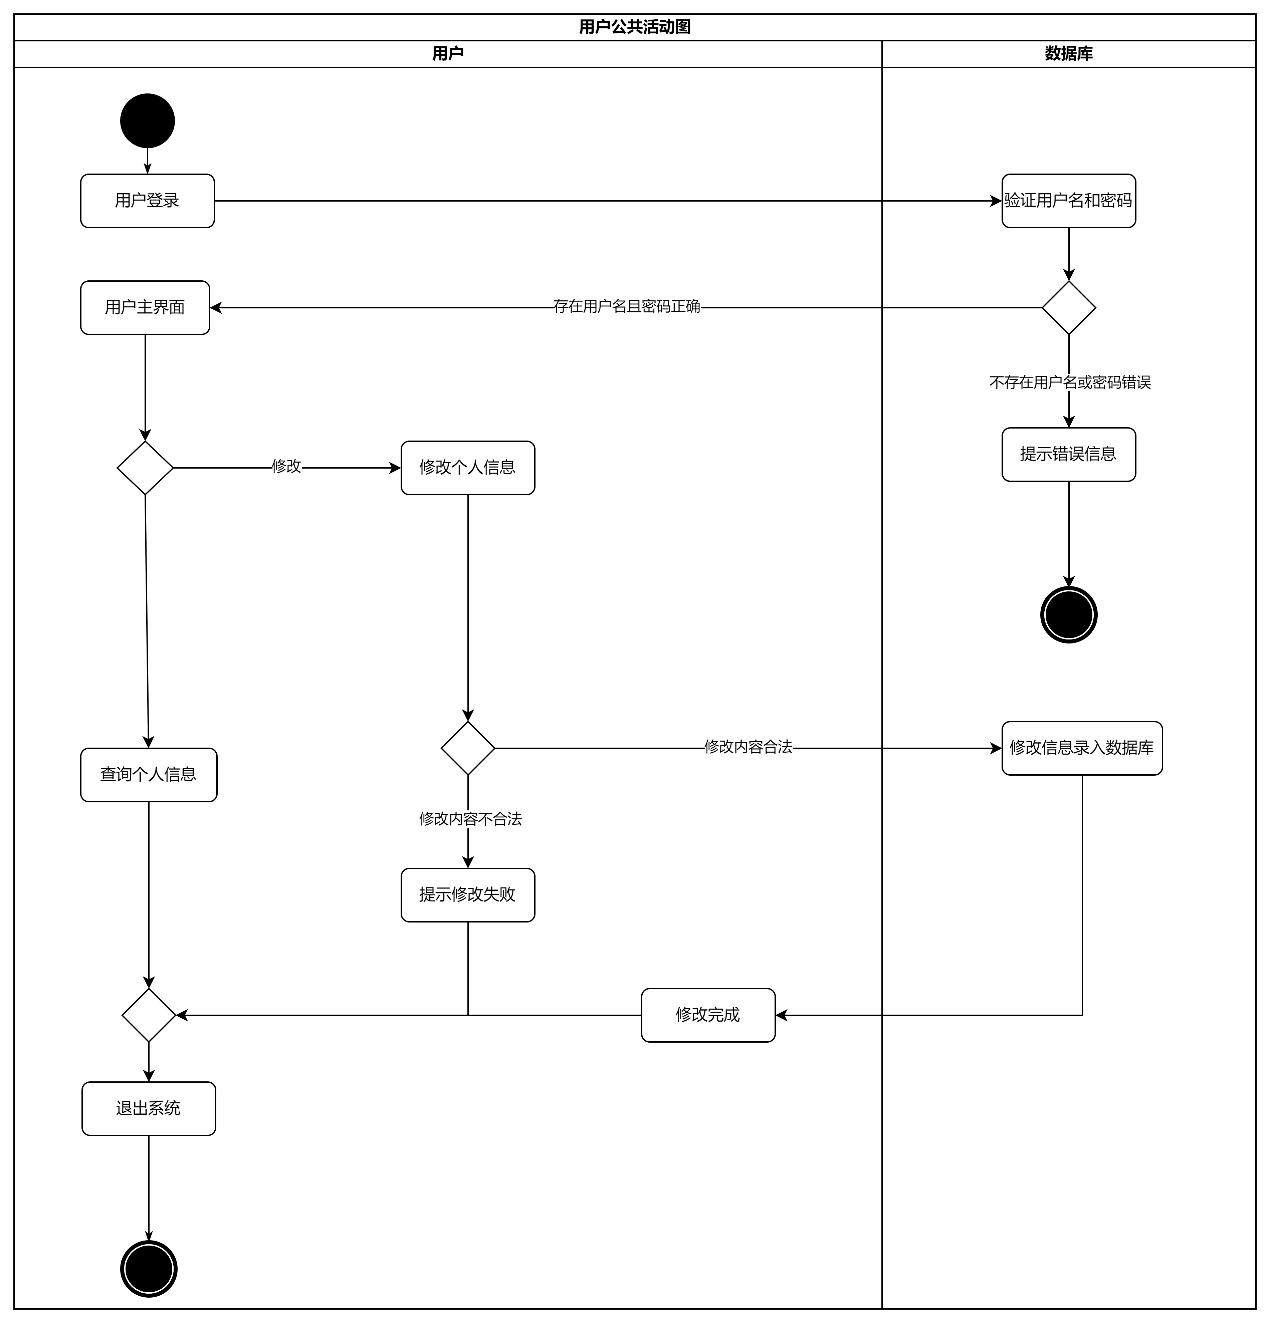 用户公共活动图
用户
数据库
用户登录
验证用户名和密码
用户主界面
存在用户名且密码正确
不存在用户名或密码错误
提示错误信息
修改
修改个人信息
查询个人信息
修改内容合法
修改信息录入数据库
修改内容不合法
提示修改失败
修改完成
退出系统